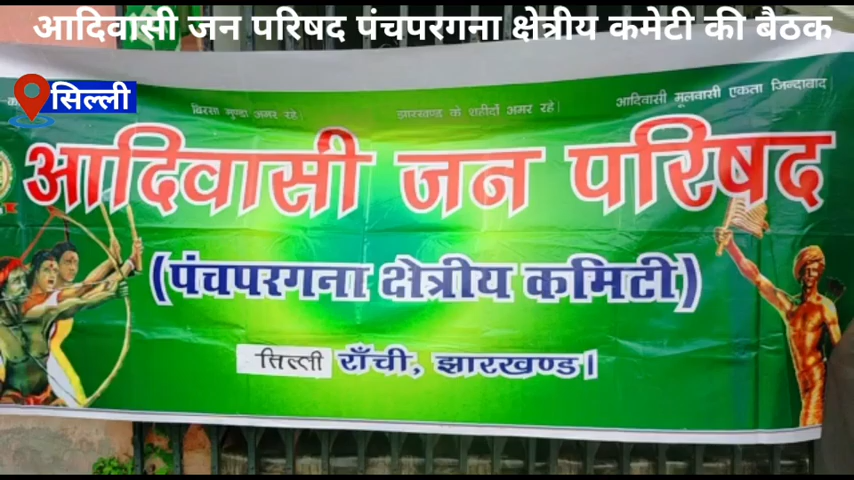 आदिवासी जन परिषद पंचपरगना क्षेत्रीय कमेटी की बैठक
सिल्ली
बिरसा मुण्डा अमर रहे। झारखण्ड के शहीदों अमर रहे। आदिवासी मूलवासी एकता जिन्दाबाद
आदिवासी जन परिषद
(पंचपरगना क्षेत्रीय कमिटी)
सिल्ली राँची, झारखण्ड।